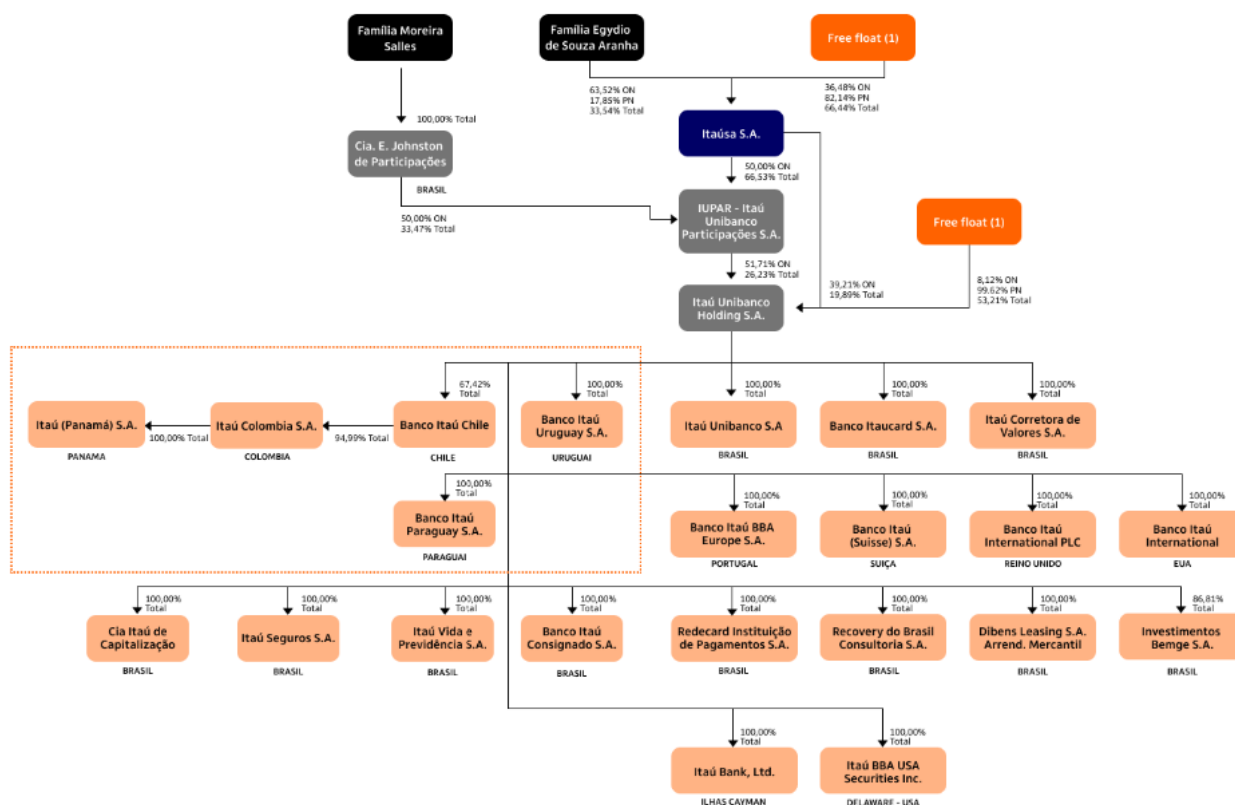 Família Moreira
Salles
Família Egydio
de Souza Aranha
Free float (1)
63,52% ON
17,85% PN
33,54% Total
36,48% ON
82,14% PN
66,44% Total
100,00% Total
Itaúsa S.A.
Cia. E. Johnston
de Participações
BRASIL
50,00% ON
66,53% Total
50,00% ON
33,47% Total
IUPAR - Itaú
Unibanco
Participações S.A.
Free float (1)
51,71% ON
26,23% Total
39,21% ON
19,89% Total
8,12% ON
99,62% PN
53,21% Total
Itaú Unibanco
Holding S.A.
67,42%
Total
100,00%
Total
100,00%
Total
100,00%
Total
100,00%
Total
Itaú (Panamá) S.A.
PANAMA
100,00% Total
Itaú Colombia S.A.
COLOMBIA
94,99% Total
Banco Itaú Chile
CHILE
Banco Itaú
Uruguay S.A.
URUGUAI
Itaú Unibanco S.A
BRASIL
Banco Itaucard S.A.
BRASIL
Itaú Corretora de
Valores S.A.
BRASIL
100,00%
Total
100,00%
Total
100,00%
Total
100,00%
Total
100,00%
Total
Banco Itaú
Paraguay S.A.
PARAGUAI
Banco Itaú BBA
Europe S.A.
PORTUGAL
Banco Itaú
(Suisse) S.A.
SUIÇA
Banco Itaú
International PLC
REINO UNIDO
Banco Itaú
International
EUA
100,00%
Total
100,00%
Total
100,00%
Total
100,00%
Total
100,00%
Total
100,00%
Total
100,00%
Total
86,81%
Total
Cia Itaú de
Capitalização
BRASIL
Itaú Seguros S.A.
BRASIL
Itaú Vida e
Previdência S.A.
BRASIL
Banco Itaú
Consignado S.A.
BRASIL
Redecard Instituição
de Pagamentos S.A.
BRASIL
Recovery do Brasil
Consultoria S.A.
BRASIL
Dibens Leasing S.A.
Arrend. Mercantil
BRASIL
Investimentos
Bemge S.A.
BRASIL
100,00%
Total
100,00%
Total
Itaú Bank, Ltd.
ILHAS CAYMAN
Itaú BBA USA
Securities Inc.
DELAWARE - USA